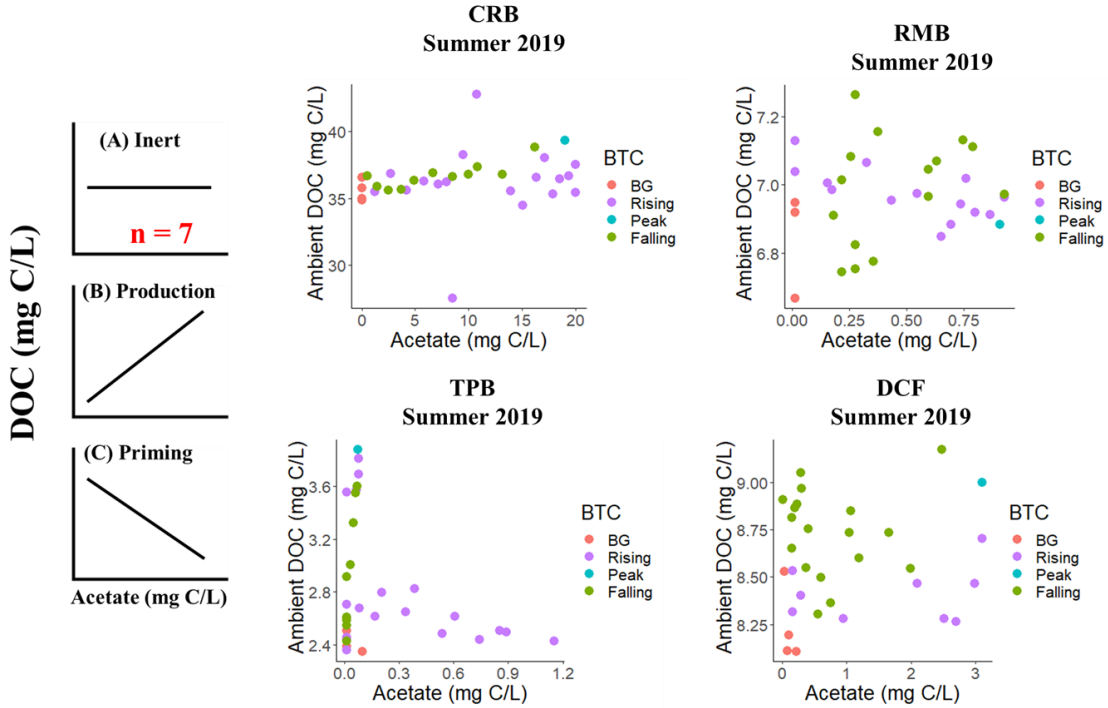 DOC (mg C/L)
(A) Inert
n = 7
(B) Production
(C) Priming
Acetate (mg C/L)
CRB
Summer 2019
Ambient DOC (mg C/L)
40
35
30
0
5
10
15
20
Acetate (mg C/L)
BTC
BG
Rising
Peak
Falling
RMB
Summer 2019
Ambient DOC (mg C/L)
7.2
7.0
6.8
0.00
0.25
0.50
0.75
Acetate (mg C/L)
BTC
BG
Rising
Peak
Falling
TPB
Summer 2019
Ambient DOC (mg C/L)
3.6
3.2
2.8
2.4
0.0
0.3
0.6
0.9
1.2
Acetate (mg C/L)
BTC
BG
Rising
Peak
Falling
DCF
Summer 2019
Ambient DOC (mg C/L)
9.00
8.75
8.50
8.25
0
1
2
3
Acetate (mg C/L)
BTC
BG
Rising
Peak
Falling